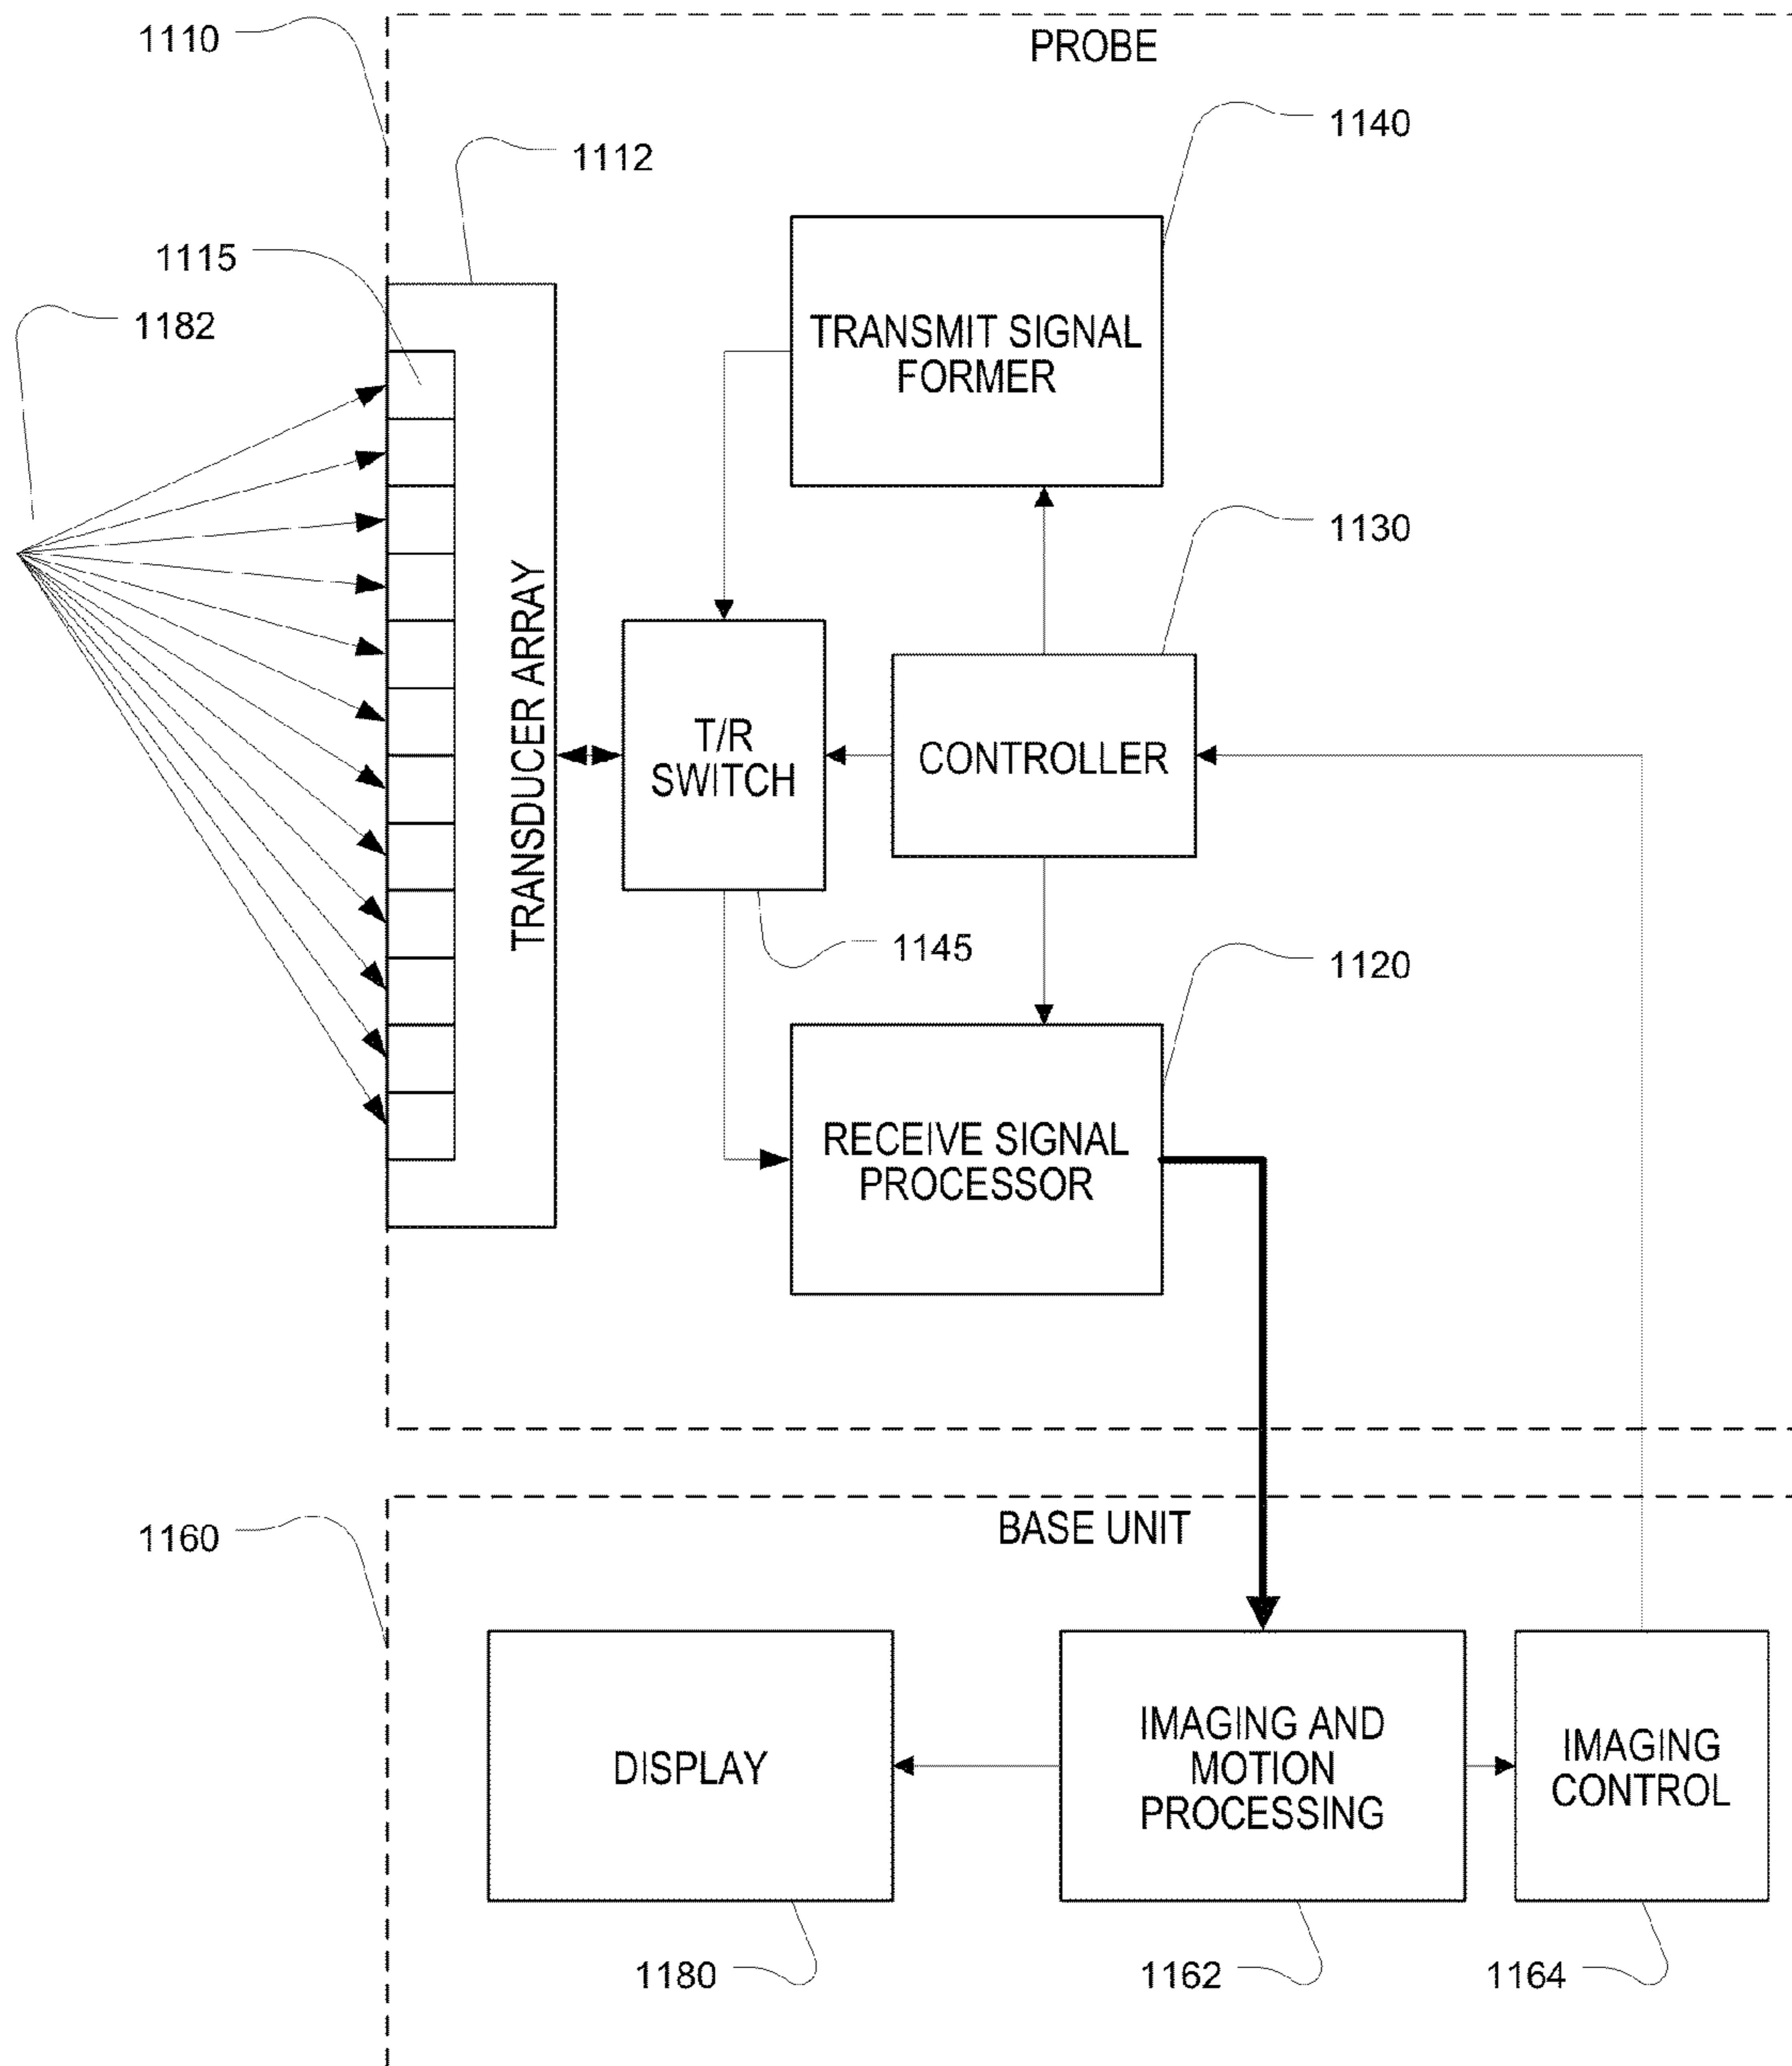 1110
PROBE
1140
1112
1115
1182
TRANSMIT SIGNAL
FORMER
1130
TRANSDUCER ARRAY
T/R
SWITCH
CONTROLLER
1145
1120
RECEIVE SIGNAL
PROCESSOR
1160
BASE UNIT
DISPLAY
IMAGING AND
MOTION
PROCESSING
IMAGING
CONTROL
1180
1162
1164